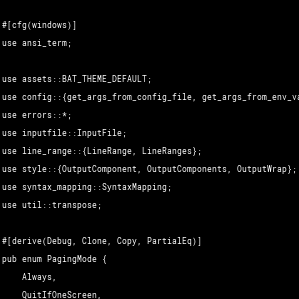 #[cfg(windows)]
use ansi_term;
use assets::BAT_THEME_DEFAULT;
use config::{get_args_from_config_file, get_args_from_env_va
use errors::*;
use inputfile::InputFile;
use line_range::{LineRange, LineRanges};
use style::{OutputComponent, OutputComponents, OutputWrap};
use syntax_mapping::SyntaxMapping;
use util::transpose;
#[derive(Debug, Clone, Copy, PartialEq)]
pub enum PagingMode {
Always,
QuitIfOneScreen,